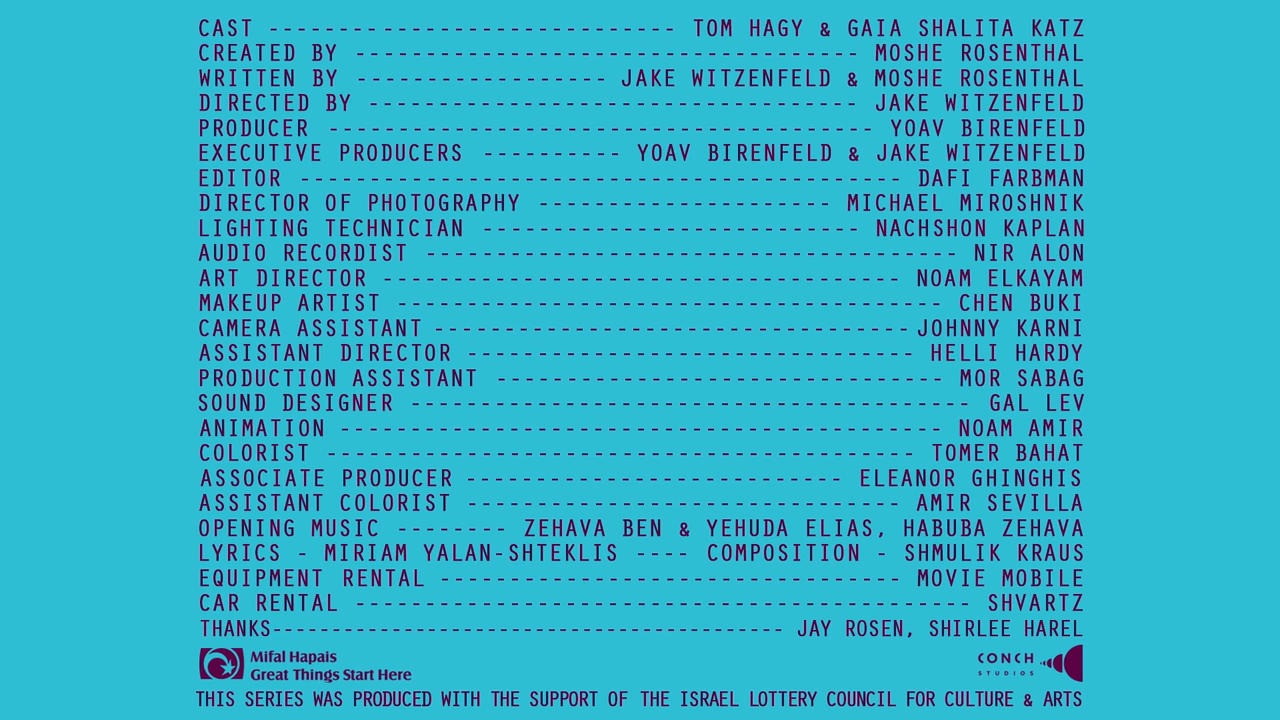 CAST ----------------------------- TOM HAGY & GAIA SHALITA KATZ
CREATED BY ------------------------------------ MOSHE ROSENTHAL
WRITTEN BY ------------------ JAKE WITZENFELD & MOSHE ROSENTHAL
DIRECTED BY ----------------------------------- JAKE WITZENFELD
PRODUCER --------------------------------------- YOAV BIRENFELD
EXECUTIVE PRODUCERS ---------- YOAV BIRENFELD & JAKE WITZENFELD
EDITOR ------------------------------------------- DAFI FARBMAN
DIRECTOR OF PHOTOGRAPHY --------------------- MICHAEL MIROSHNIK
LIGHTING TECHNICIAN --------------------------- NACHSHON KAPLAN
AUDIO RECORDIST -------------------------------------- NIR ALON
ART DIRECTOR ------------------------------------- NOAM ELKAYAM
MAKEUP ARTIST --------------------------------------- CHEN BUKI
CAMERA ASSISTANT ---------------------------------- JOHNNY KARNI
ASSISTANT DIRECTOR -------------------------------- HELLI HARDY
PRODUCTION ASSISTANT -------------------------------- MOR SABAG
SOUND DESIGNER ---------------------------------------- GAL LEV
ANIMATION ------------------------------------------- NOAM AMIR
COLORIST ------------------------------------------ TOMER BAHAT
ASSOCIATE PRODUCER --------------------------- ELEANOR GHINGHIS
ASSISTANT COLORIST ------------------------------- AMIR SEVILLA
OPENING MUSIC -------- ZEHAVA BEN & YEHUDA ELIAS, HABUBA ZEHAVA
LYRICS - MIRIAM YALAN-SHTEKLIS ---- COMPOSITION - SHMULIK KRAUS
EQUIPMENT RENTAL --------------------------------- MOVIE MOBILE
CAR RENTAL -------------------------------------------- SHVARTZ
THANKS------------------------------------------- JAY ROSEN, SHIRLEE HAREL
Mifal Hapais
Great Things Start Here
CONCH
STUDIOS
THIS SERIES WAS PRODUCED WITH THE SUPPORT OF THE ISRAEL LOTTERY COUNCIL FOR CULTURE & ARTS